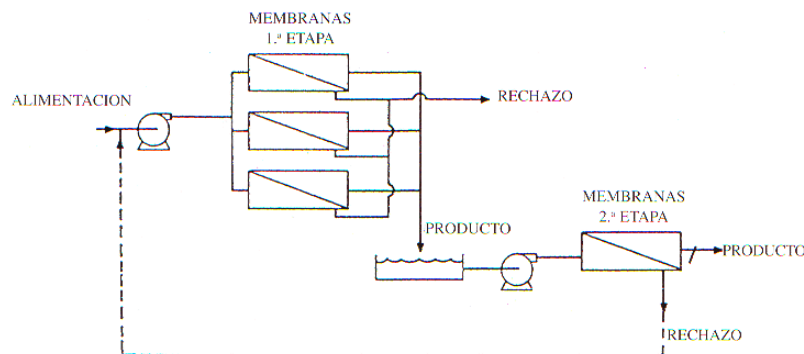 MEMBRANAS
1.ª ETAPA
ALIMENTACION
RECHAZO
MEMBRANAS
2.ª ETAPA
PRODUCTO
PRODUCTO
RECHAZO